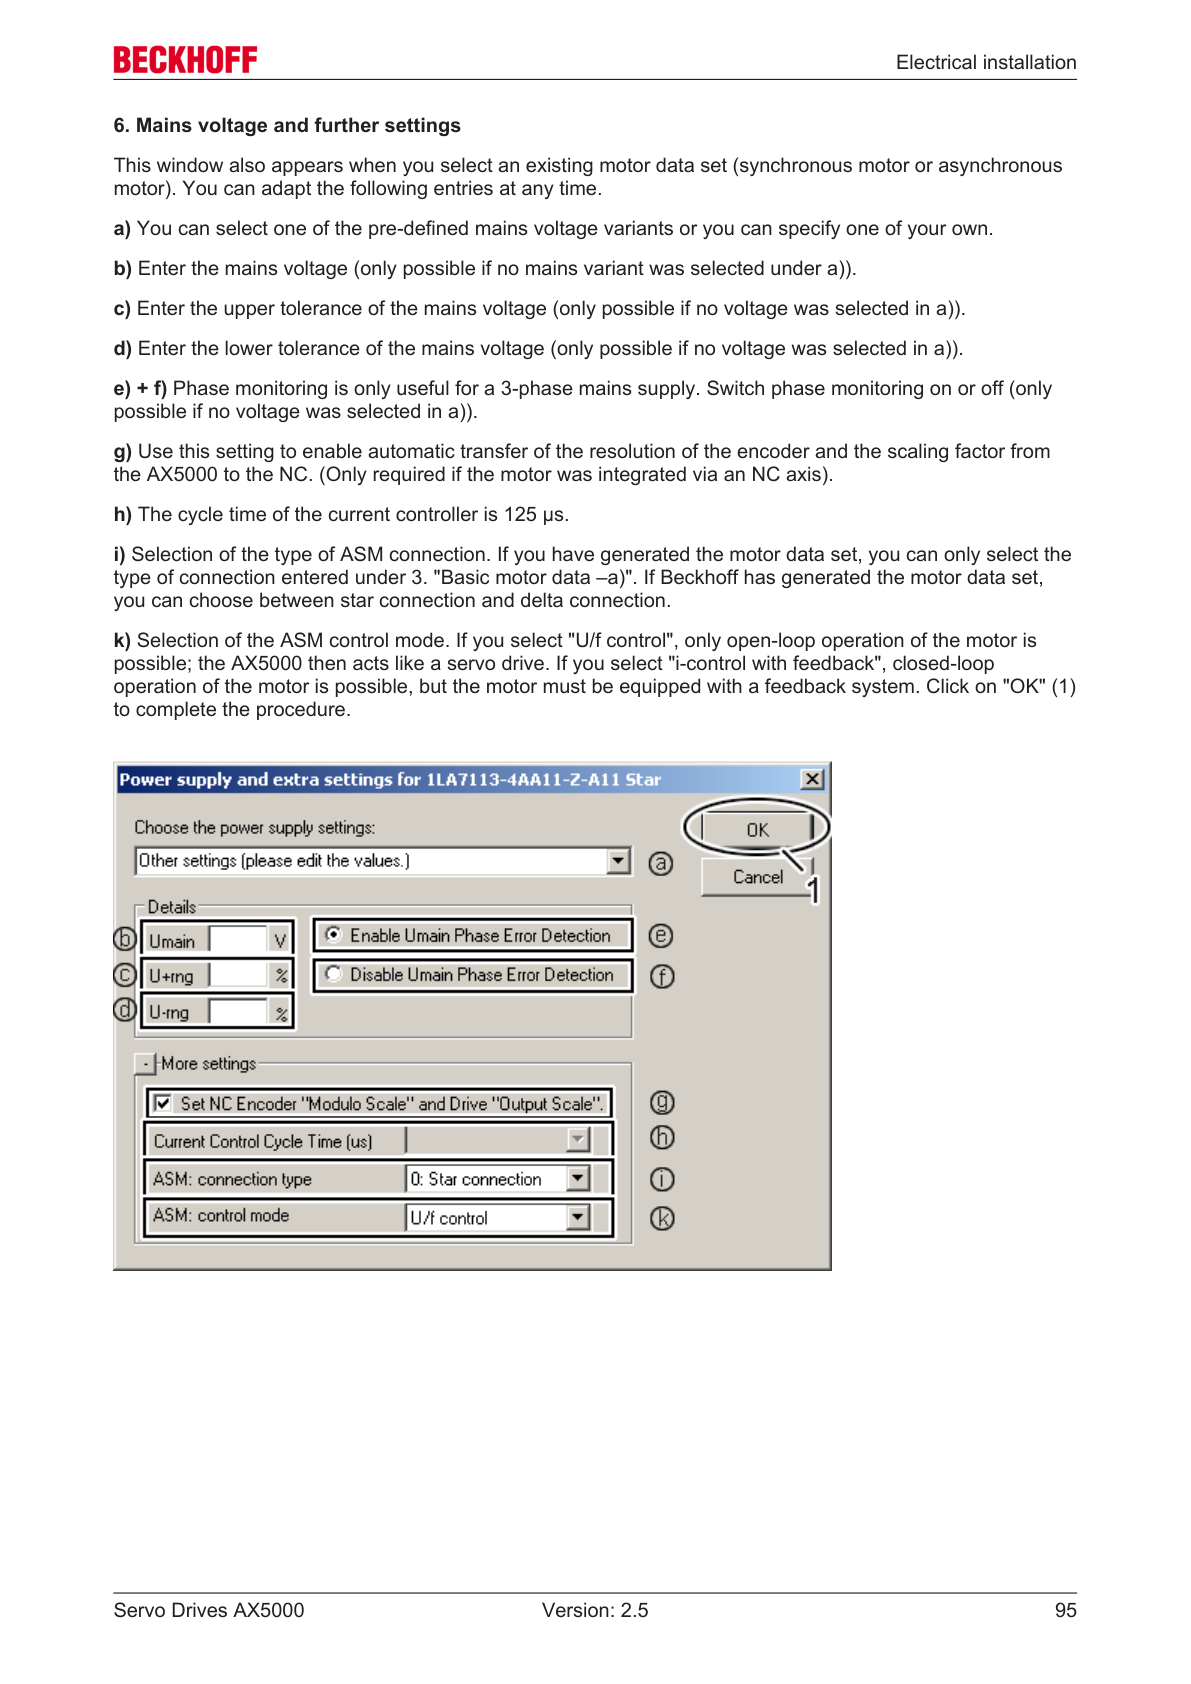 BECKHOFF
Electrical installation
6. Mains voltage and further settings
This window also appears when you select an existing motor data set (synchronous motor or asynchronous
motor). You can adapt the following entries at any time.
a) You can select one of the pre-defined mains voltage variants or you can specify one of your own.
b) Enter the mains voltage (only possible if no mains variant was selected under a)).
c) Enter the upper tolerance of the mains voltage (only possible if no voltage was selected in a)).
d) Enter the lower tolerance of the mains voltage (only possible if no voltage was selected in a)).
e) + f) Phase monitoring is only useful for a 3-phase mains supply. Switch phase monitoring on or off (only
possible if no voltage was selected in a)).
g) Use this setting to enable automatic transfer of the resolution of the encoder and the scaling factor from
the AX5000 to the NC. (Only required if the motor was integrated via an NC axis).
h) The cycle time of the current controller is 125 µs.
i) Selection of the type of ASM connection. If you have generated the motor data set, you can only select the
type of connection entered under 3. "Basic motor data –a)". If Beckhoff has generated the motor data set,
you can choose between star connection and delta connection.
k) Selection of the ASM control mode. If you select "U/f control", only open-loop operation of the motor is
possible; the AX5000 then acts like a servo drive. If you select "i-control with feedback", closed-loop
operation of the motor is possible, but the motor must be equipped with a feedback system. Click on "OK" (1)
to complete the procedure.
Power supply and extra settings for 1LA7113-4AA11-Z-A11 Star
Choose the power supply settings:
OK
Other settings (please edit the values.)
a
Cancel
1
Details
b Umain V
Enable Umain Phase Error Detection e
c U+rng %
Disable Umain Phase Error Detection f
d U-rng %
- More settings
Set NC Encoder "Modulo Scale" and Drive "Output Scale". g
Current Control Cycle Time (us) h
ASM: connection type 0: Star connection i
ASM: control mode U/f control k
Servo Drives AX5000 Version: 2.5 95